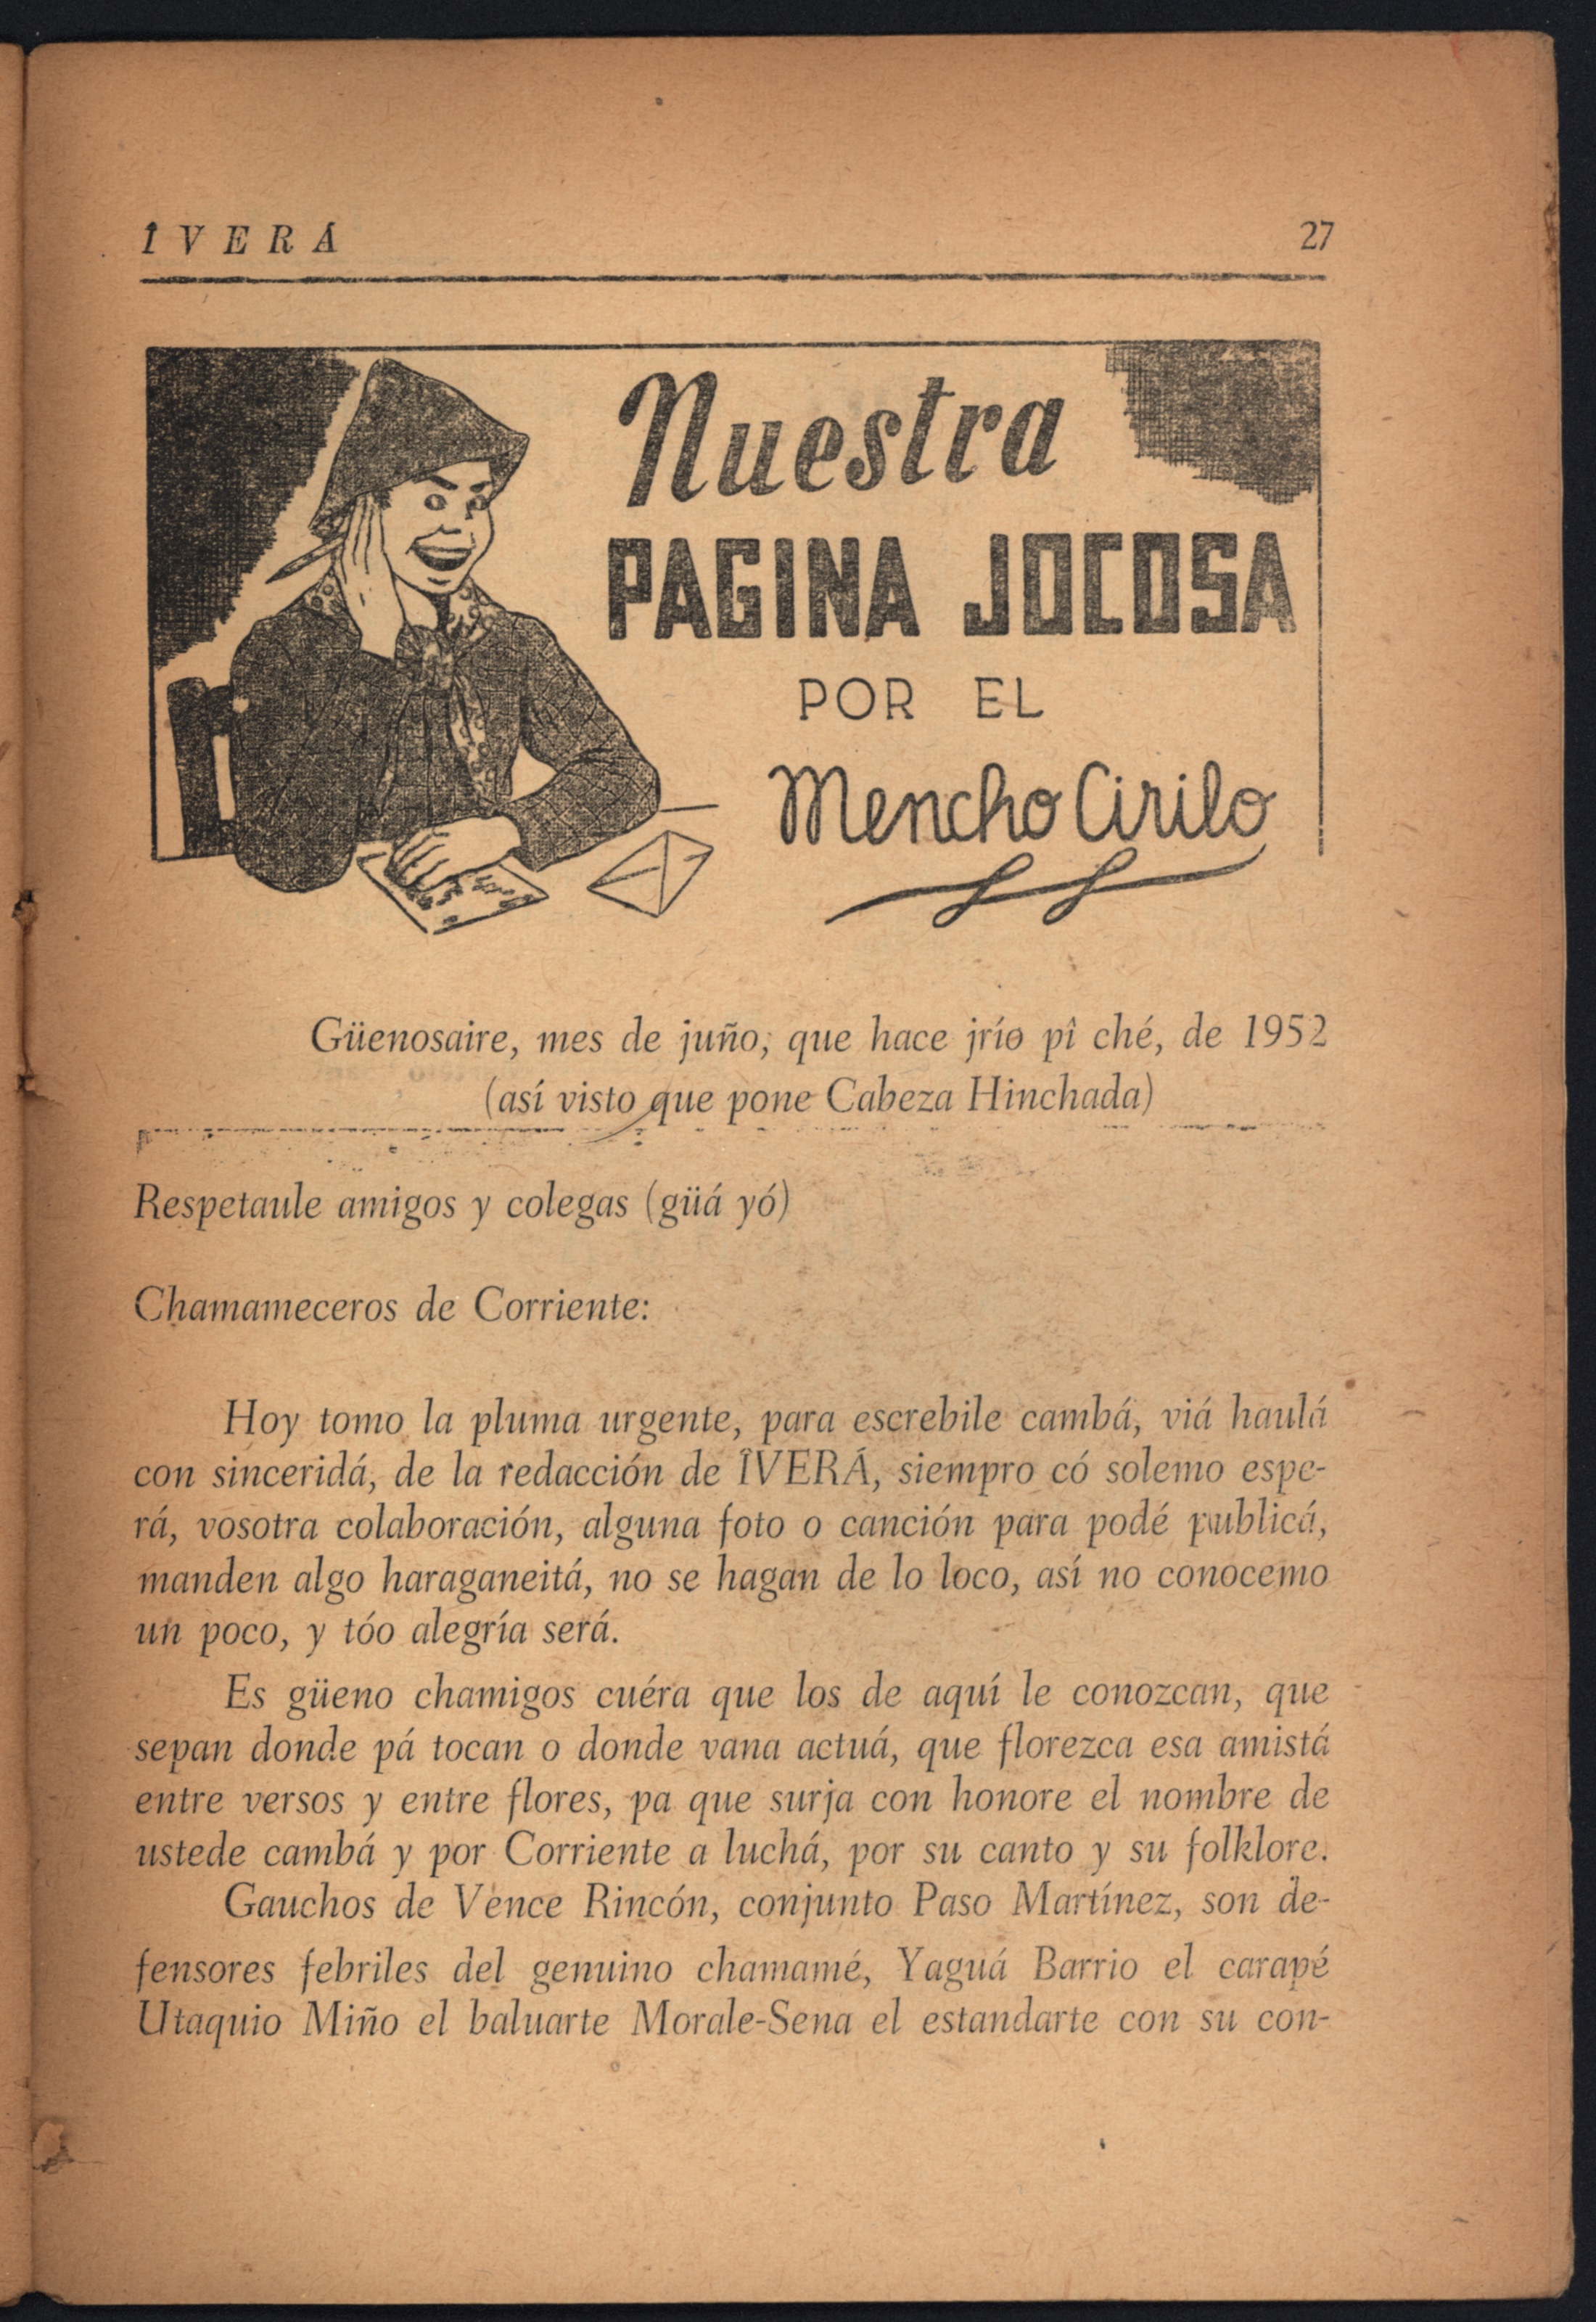 Î V E R Á 27
Nuestra
PAGINA JOCOSA
POR EL
Mencho Cirilo
Güenosaire, mes de juño, que hace jrío pî ché, de 1952
(así visto que pone Cabeza Hinchada)
Respetaule amigos y colegas (güá yó)
Chamameceros de Corriente:
Hoy tomo la pluma urgente, para escrebile cambá, viá haulá
con sinceridá, de la redacción de ÎVERÁ, siempro có solemo espe-
rá, vosotra colaboración, alguna foto o canción para podé publicá,
manden algo haraganeitá, no se hagan de lo loco, así no conocemo
un poco, y tóo alegría será.
Es güeno chamigos cuéra que los de aquí le conozcan, que
sepan donde pá tocan o donde vana actuá, que florezca esa amistá
entre versos y entre flores, pa que surja con honore el nombre de
ustede cambá y por Corriente a luchá, por su canto y su folklore.
Gauchos de Vence Rincón, conjunto Paso Martínez, son de-
fensores febriles del genuino chamamé, Yaguá Barrio el carapé
Utaquio Miño el baluarte Morale-Sena el estandarte con su con-